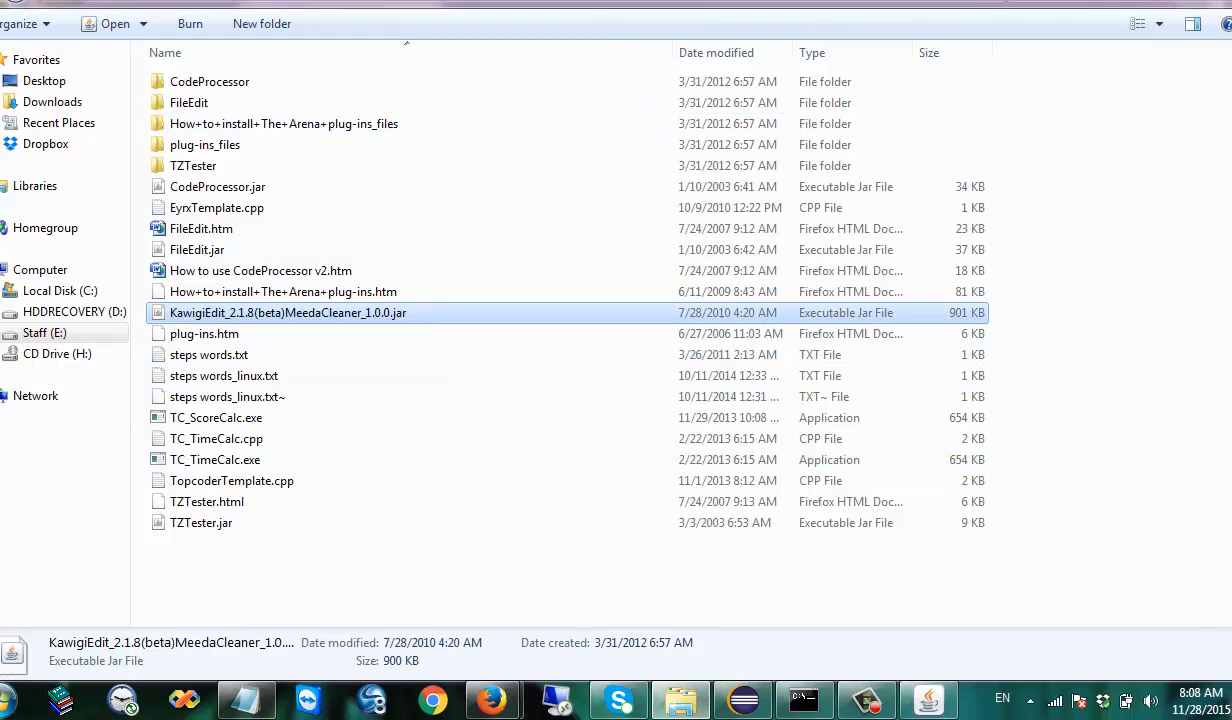 rganize Open Burn New folder
Name Date modified Type Size
Favorites
Desktop
Downloads
Recent Places
Dropbox
Libraries
Homegroup
Computer
Local Disk (C:)
HDDRECOVERY (D:)
Staff (E:)
CD Drive (H:)
Network
CodeProcessor 3/31/2012 6:57 AM File folder
FileEdit 3/31/2012 6:57 AM File folder
How+to+install+The+Arena+plug-ins_files 3/31/2012 6:57 AM File folder
plug-ins_files 3/31/2012 6:57 AM File folder
TZTester 3/31/2012 6:57 AM File folder
CodeProcessor.jar 1/10/2003 6:41 AM Executable Jar File 34 KB
EyrxTemplate.cpp 10/9/2010 12:22 PM CPP File 1 KB
FileEdit.htm 7/24/2007 9:12 AM Firefox HTML Doc... 23 KB
FileEdit.jar 1/10/2003 6:42 AM Executable Jar File 37 KB
How to use CodeProcessor v2.htm 7/24/2007 9:12 AM Firefox HTML Doc... 18 KB
How+to+install+The+Arena+plug-ins.htm 6/11/2009 8:43 AM Firefox HTML Doc... 81 KB
KawigiEdit_2.1.8(beta)MeedaCleaner_1.0.0.jar 7/28/2010 4:20 AM Executable Jar File 901 KB
plug-ins.htm 6/27/2006 11:03 AM Firefox HTML Doc... 6 KB
steps words.txt 3/26/2011 2:13 AM TXT File 1 KB
steps words_linux.txt 10/11/2014 12:33 ... TXT File 1 KB
steps words_linux.txt~ 10/11/2014 12:31 ... TXT~ File 1 KB
TC_ScoreCalc.exe 11/29/2013 10:08 ... Application 654 KB
TC_TimeCalc.cpp 2/22/2013 6:15 AM CPP File 2 KB
TC_TimeCalc.exe 2/22/2013 6:15 AM Application 654 KB
TopcoderTemplate.cpp 11/1/2013 8:12 AM CPP File 2 KB
TZTester.html 7/24/2007 9:13 AM Firefox HTML Doc... 6 KB
TZTester.jar 3/3/2003 6:53 AM Executable Jar File 9 KB
KawigiEdit_2.1.8(beta)MeedaCleaner_1.0.... Date modified: 7/28/2010 4:20 AM Date created: 3/31/2012 6:57 AM
Executable Jar File Size: 900 KB
EN 8:08 AM
11/28/2015